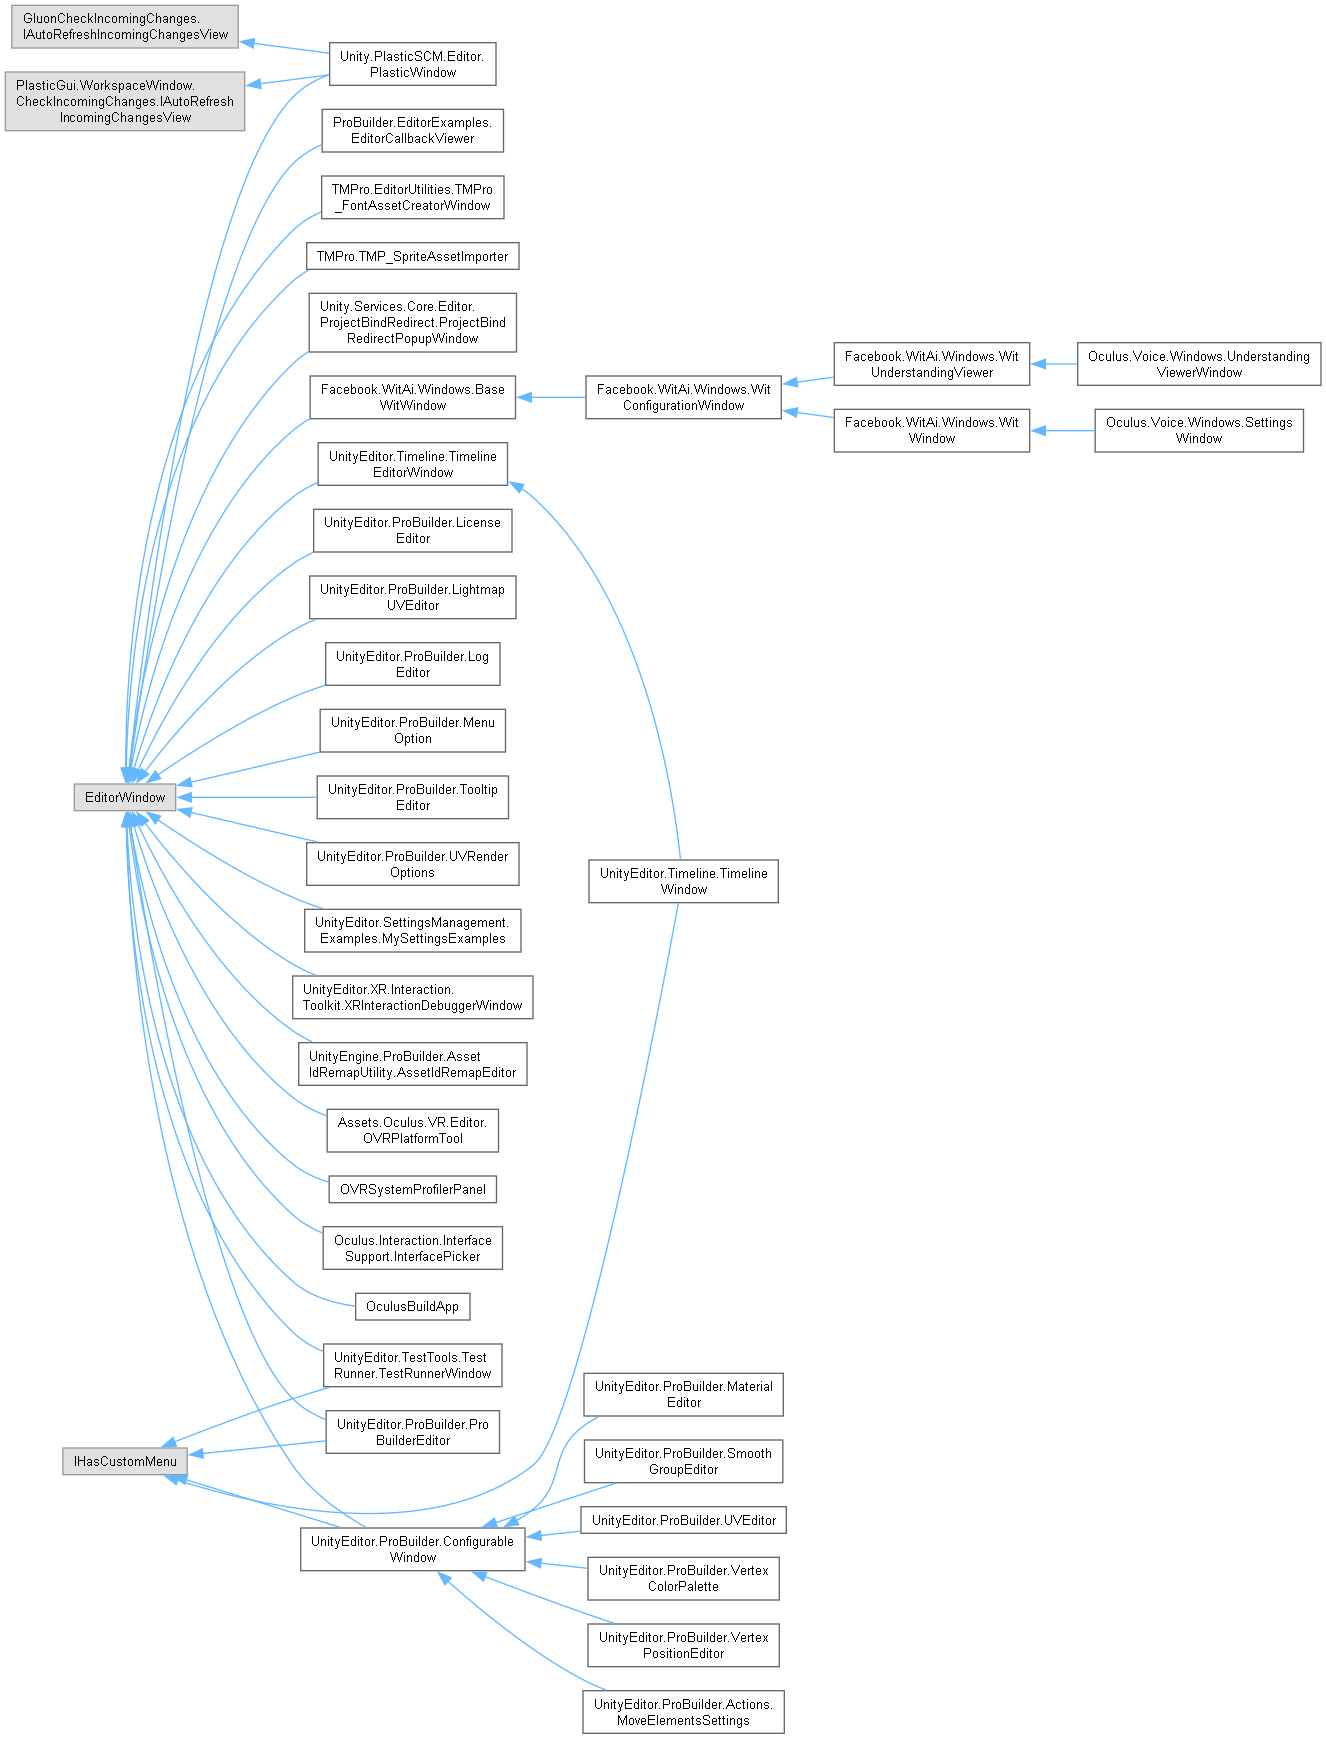 GluonCheckIncomingChanges.
IAutoRefreshIncomingChangesView
PlasticGui.WorkspaceWindow.
CheckIncomingChanges.IAutoRefresh
IncomingChangesView
Unity.PlasticSCM.Editor.
PlasticWindow
ProBuilder.EditorExamples.
EditorCallbackViewer
TMPro.EditorUtilities.TMPro
_FontAssetCreatorWindow
TMPro.TMP_SpriteAssetImporter
Unity.Services.Core.Editor.
ProjectBindRedirect.ProjectBind
RedirectPopupWindow
Facebook.WitAi.Windows.Base
WitWindow
Facebook.WitAi.Windows.Wit
ConfigurationWindow
Facebook.WitAi.Windows.Wit
UnderstandingViewer
Oculus.Voice.Windows.Understanding
ViewerWindow
Facebook.WitAi.Windows.Wit
Window
Oculus.Voice.Windows.Settings
Window
UnityEditor.Timeline.Timeline
EditorWindow
UnityEditor.ProBuilder.License
Editor
UnityEditor.ProBuilder.Lightmap
UVEditor
UnityEditor.ProBuilder.Log
Editor
UnityEditor.ProBuilder.Menu
Option
EditorWindow
UnityEditor.ProBuilder.Tooltip
Editor
UnityEditor.ProBuilder.UVRender
Options
UnityEditor.Timeline.Timeline
Window
UnityEditor.SettingsManagement.
Examples.MySettingsExamples
UnityEditor.XR.Interaction.
Toolkit.XRInteractionDebuggerWindow
UnityEngine.ProBuilder.Asset
IdRemapUtility.AssetIdRemapEditor
Assets.Oculus.VR.Editor.
OVRPlatformTool
OVRSystemProfilerPanel
Oculus.Interaction.Interface
Support.InterfacePicker
OculusBuildApp
UnityEditor.TestTools.Test
Runner.TestRunnerWindow
UnityEditor.ProBuilder.Pro
BuilderEditor
IHasCustomMenu
UnityEditor.ProBuilder.Configurable
Window
UnityEditor.ProBuilder.Material
Editor
UnityEditor.ProBuilder.Smooth
GroupEditor
UnityEditor.ProBuilder.UVEditor
UnityEditor.ProBuilder.Vertex
ColorPalette
UnityEditor.ProBuilder.Vertex
PositionEditor
UnityEditor.ProBuilder.Actions.
MoveElementsSettings